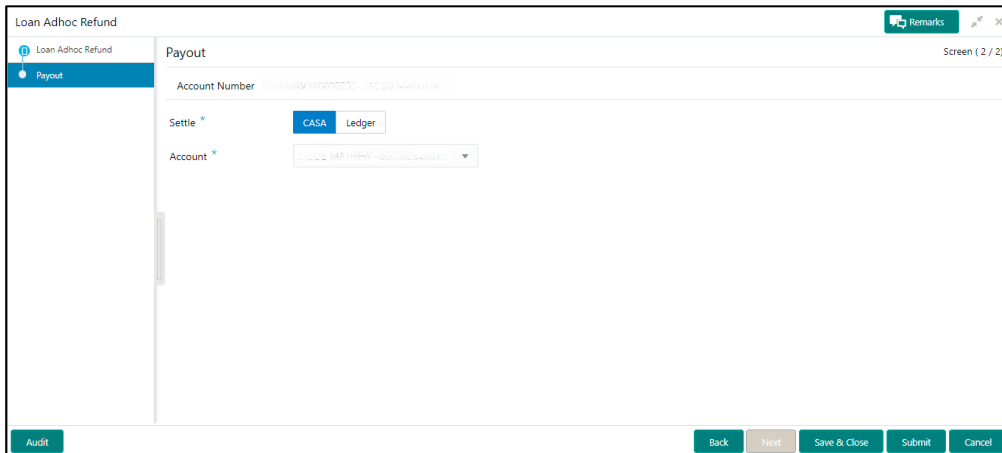 Loan Adhoc Refund
Remarks
Loan Adhoc Refund
Payout
Payout
Screen ( 2 / 2)
Account Number
Settle *
CASA Ledger
Account *
Audit
Back Next Save & Close Submit Cancel